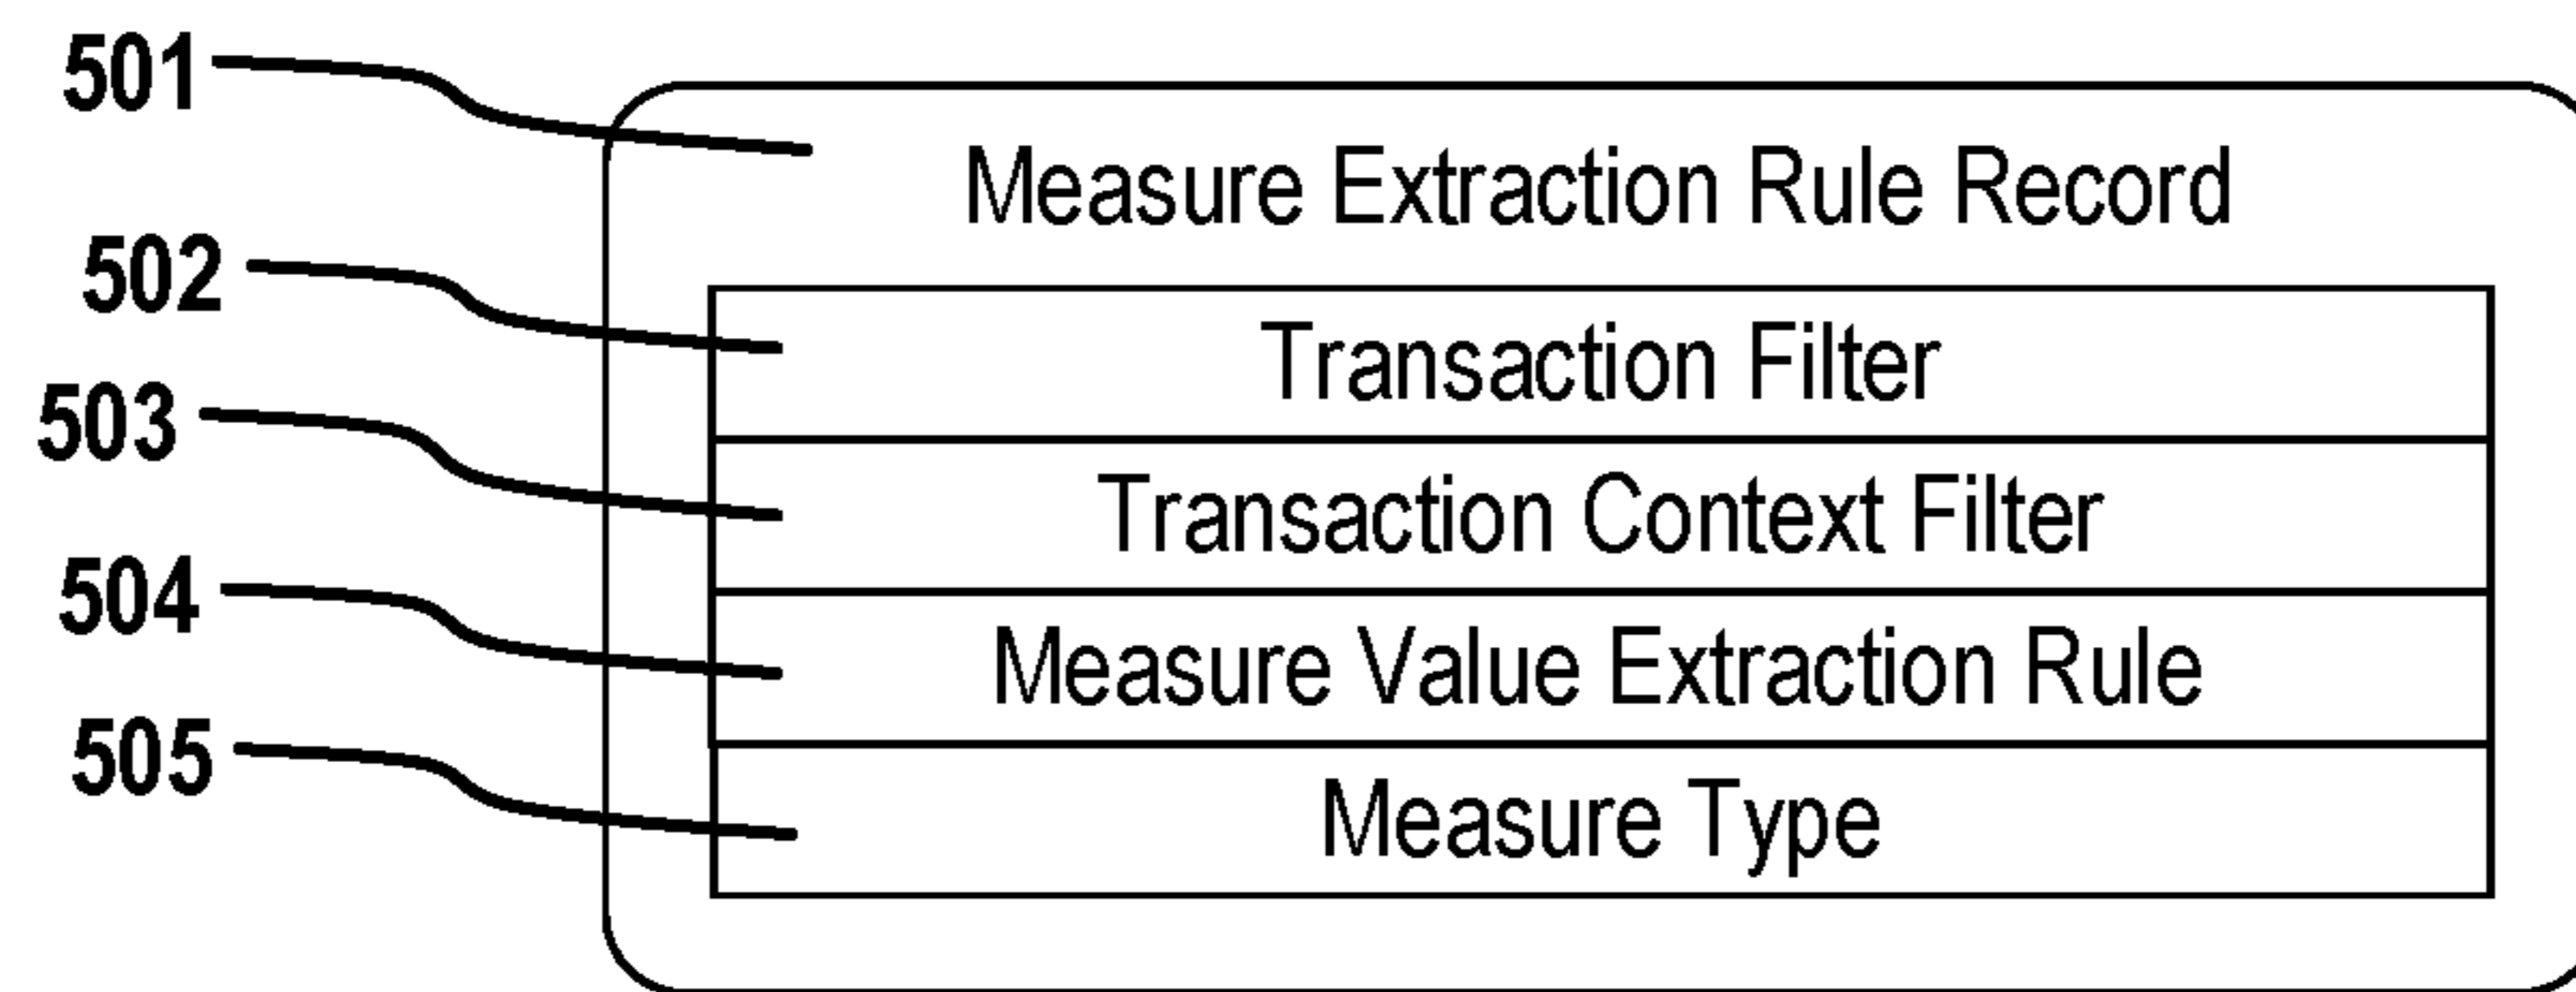 501
Measure Extraction Rule Record
502
Transaction Filter
503
Transaction Context Filter
504
Measure Value Extraction Rule
505
Measure Type